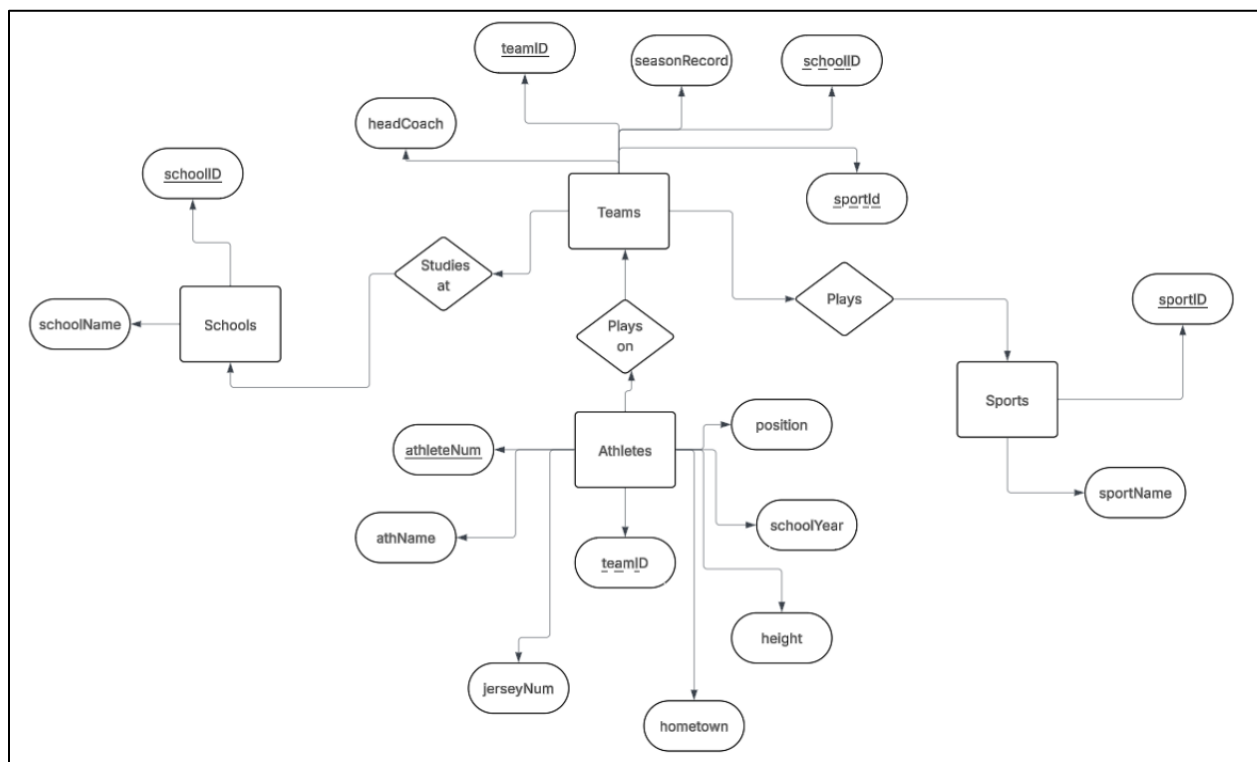 teamID
seasonRecord
schoolID
headCoach
schoolID
sportId
Teams
Studies
at
Plays
sportID
schoolName
Schools
Plays
on
Sports
position
athleteNum
Athletes
sportName
schoolYear
athName
teamID
height
jerseyNum
hometown